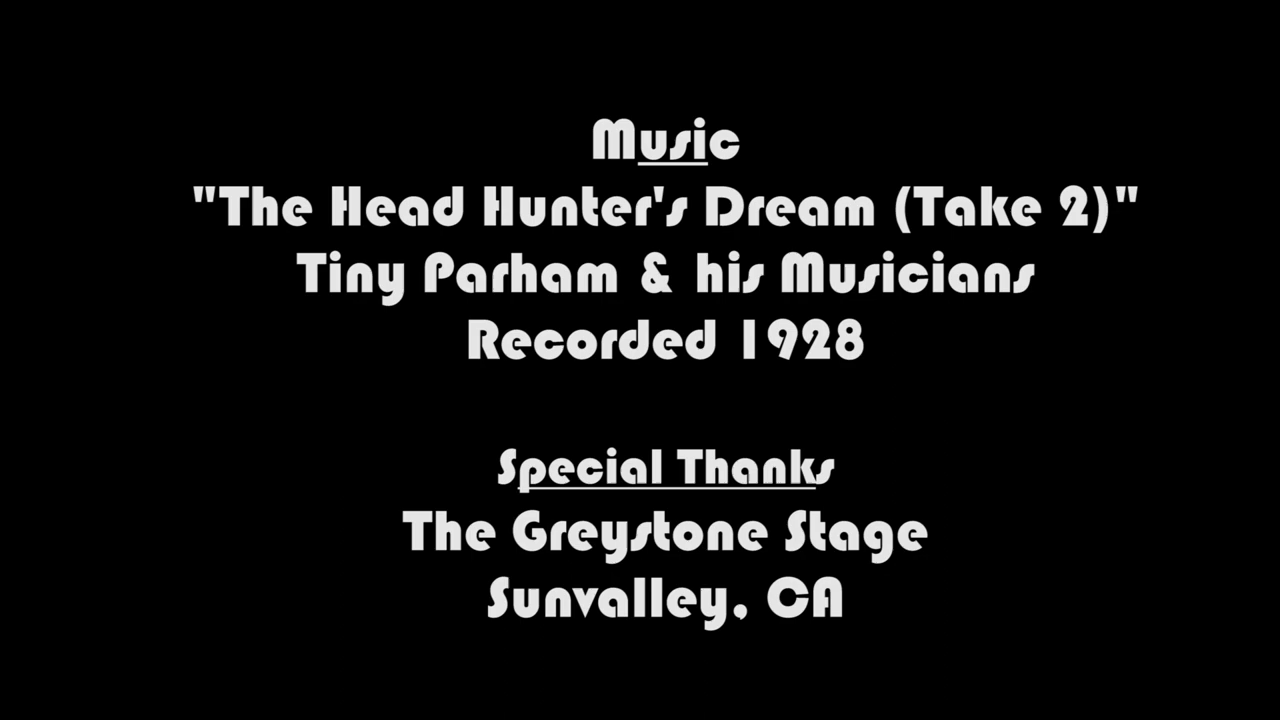 Music
"The Head Hunter's Dream (Take 2)"
Tiny Parham & his Musicians
Recorded 1928
Special Thanks
The Greystone Stage
Sunvalley, CA